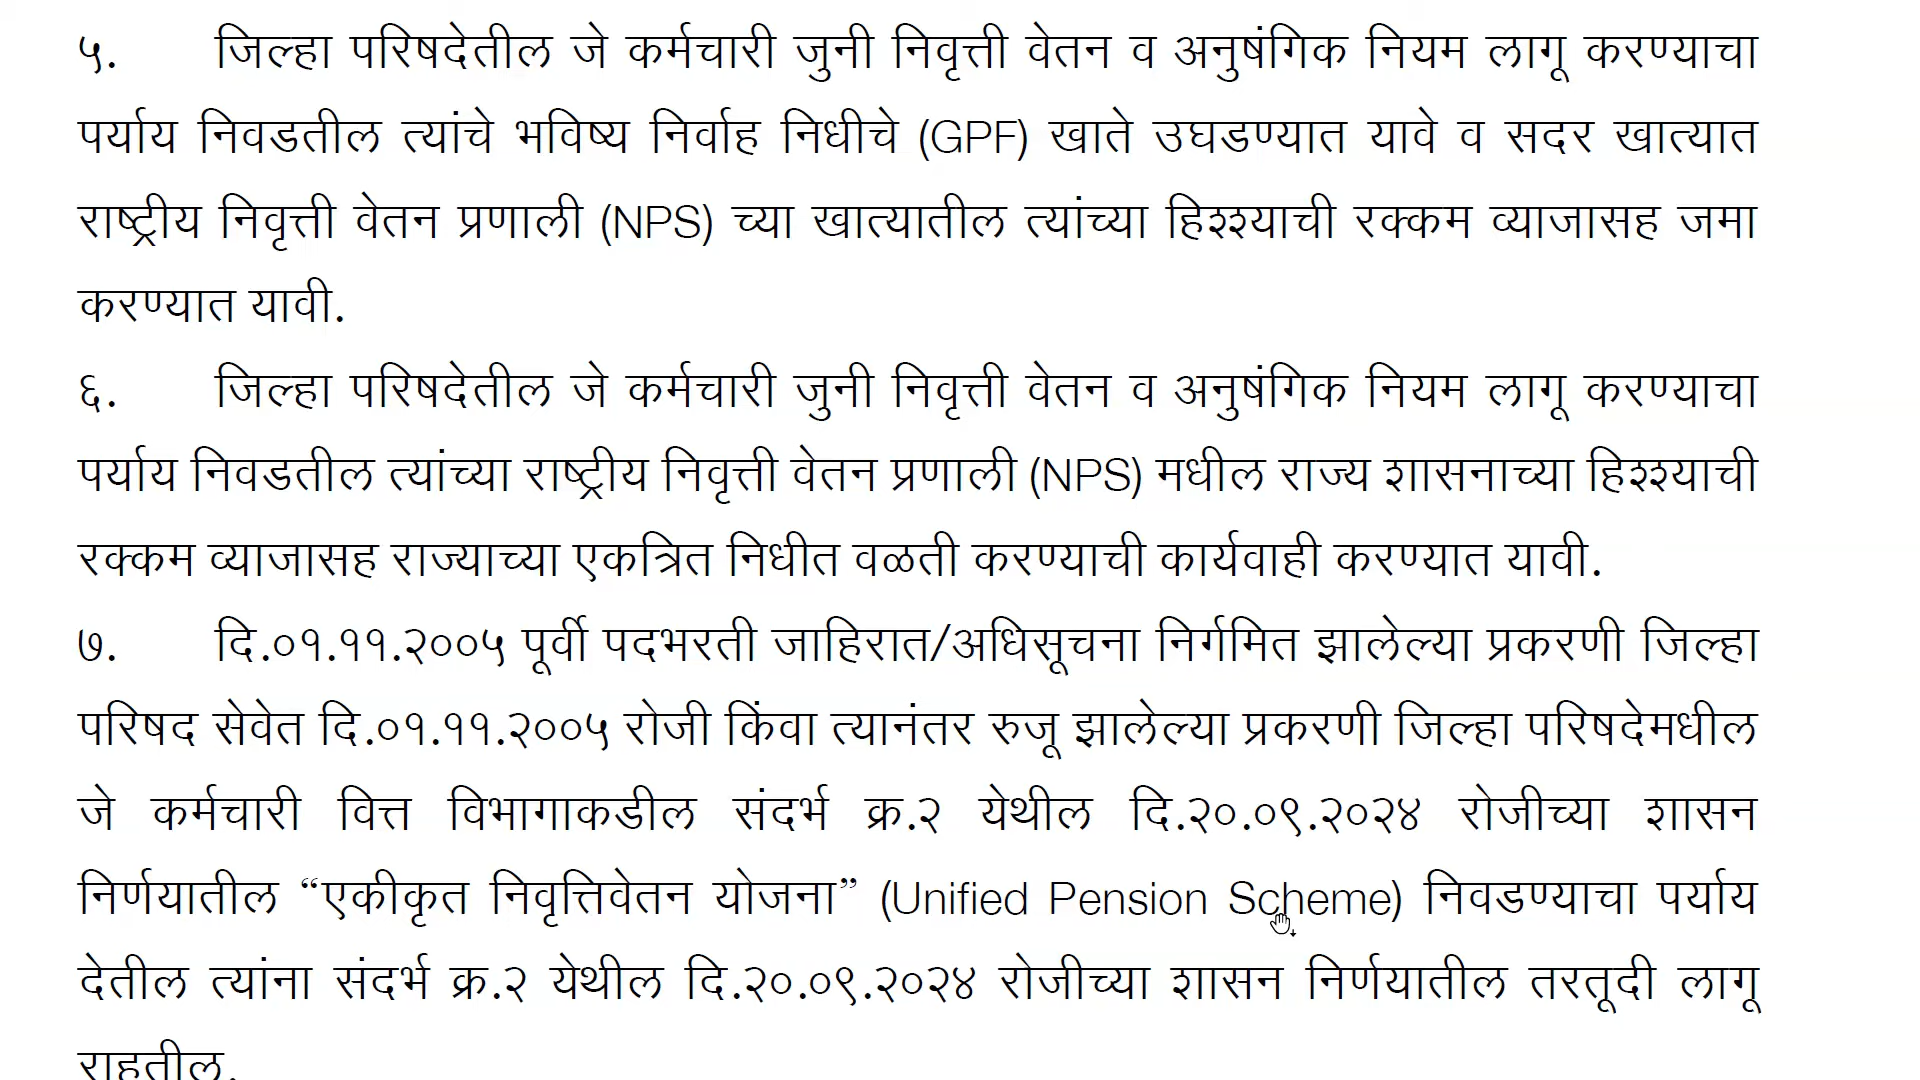 ५. जिल्हा परिषदेतील जे कर्मचारी जुनी निवृत्ती वेतन व अनुषंगिक नियम लागू करण्याचा
पर्याय निवडतील त्यांचे भविष्य निर्वाह निधीचे (GPF) खाते उघडण्यात यावे व सदर खात्यात
राष्ट्रीय निवृत्ती वेतन प्रणाली (NPS) च्या खात्यातील त्यांच्या हिश्श्याची रक्कम व्याजासह जमा
करण्यात यावी.
६. जिल्हा परिषदेतील जे कर्मचारी जुनी निवृत्ती वेतन व अनुषंगिक नियम लागू करण्याचा
पर्याय निवडतील त्यांच्या राष्ट्रीय निवृत्ती वेतन प्रणाली (NPS) मधील राज्य शासनाच्या हिश्श्याची
रक्कम व्याजासह राज्याच्या एकत्रित निधीत वळती करण्याची कार्यवाही करण्यात यावी.
७. दि.०१.११.२००५ पूर्वी पदभरती जाहिरात/अधिसूचना निर्गमित झालेल्या प्रकरणी जिल्हा
परिषद सेवेत दि.०१.११.२००५ रोजी किंवा त्यानंतर रुजू झालेल्या प्रकरणी जिल्हा परिषदेमधील
जे कर्मचारी वित्त विभागाकडील संदर्भ क्र.२ येथील दि.२०.०९.२०२४ रोजीच्या शासन
निर्णयातील “एकीकृत निवृत्तिवेतन योजना” (Unified Pension Scheme) निवडण्याचा पर्याय
देतील त्यांना संदर्भ क्र.२ येथील दि.२०.०९.२०२४ रोजीच्या शासन निर्णयातील तरतूदी लागू
राहतील.